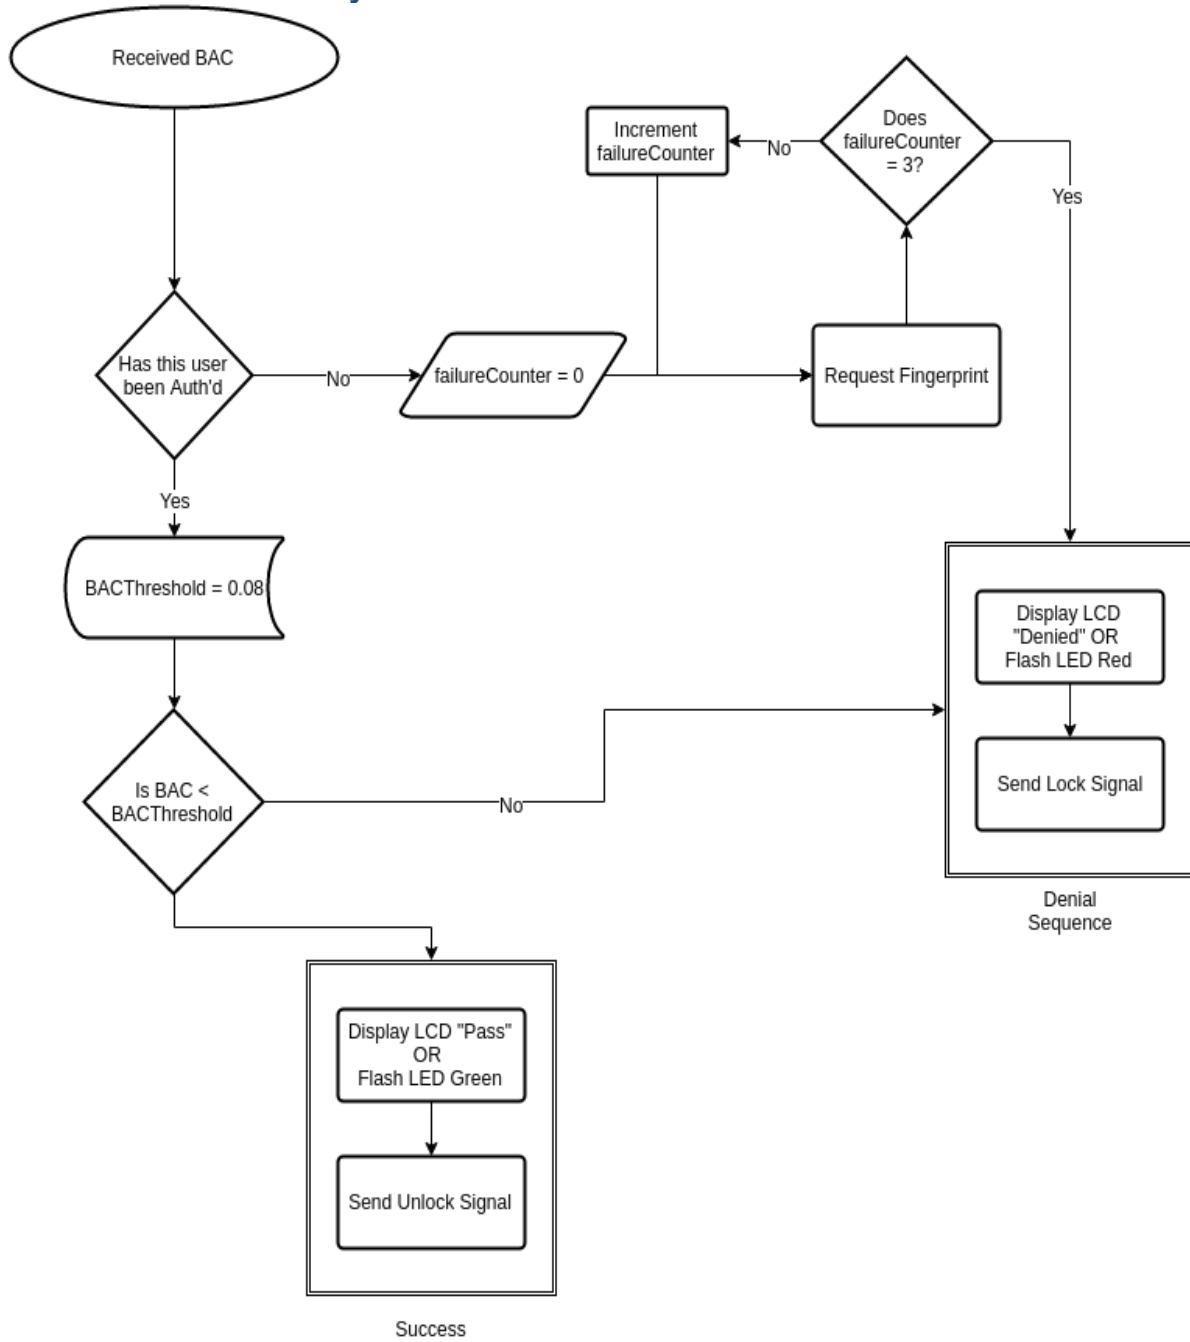 Received BAC
Does
failureCounter
= 3?
Increment
failureCounter
No
Yes
Has this user
been Auth'd
No
failureCounter = 0
Request Fingerprint
Yes
BACThreshold = 0.08
Display LCD
"Denied" OR
Flash LED Red
Send Lock Signal
Is BAC <
BACThreshold
No
Denial
Sequence
Display LCD "Pass"
OR
Flash LED Green
Send Unlock Signal
Success